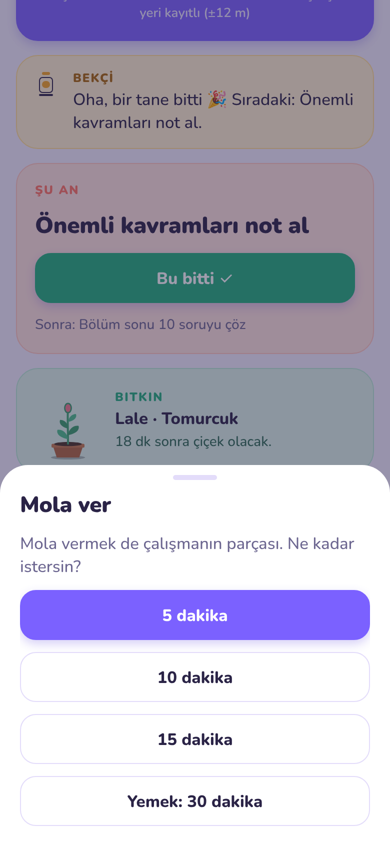 yeri kayıtlı (±12 m)
BEKÇİ
Oha, bir tane bitti 🎉 Sıradaki: Önemli
kavramları not al.
ŞU AN
Önemli kavramları not al
Bu bitti ✓
Sonra: Bölüm sonu 10 soruyu çöz
BITKIN
Lale · Tomurcuk
18 dk sonra çiçek olacak.
Mola ver
Mola vermek de çalışmanın parçası. Ne kadar
istersin?
5 dakika
10 dakika
15 dakika
Yemek: 30 dakika